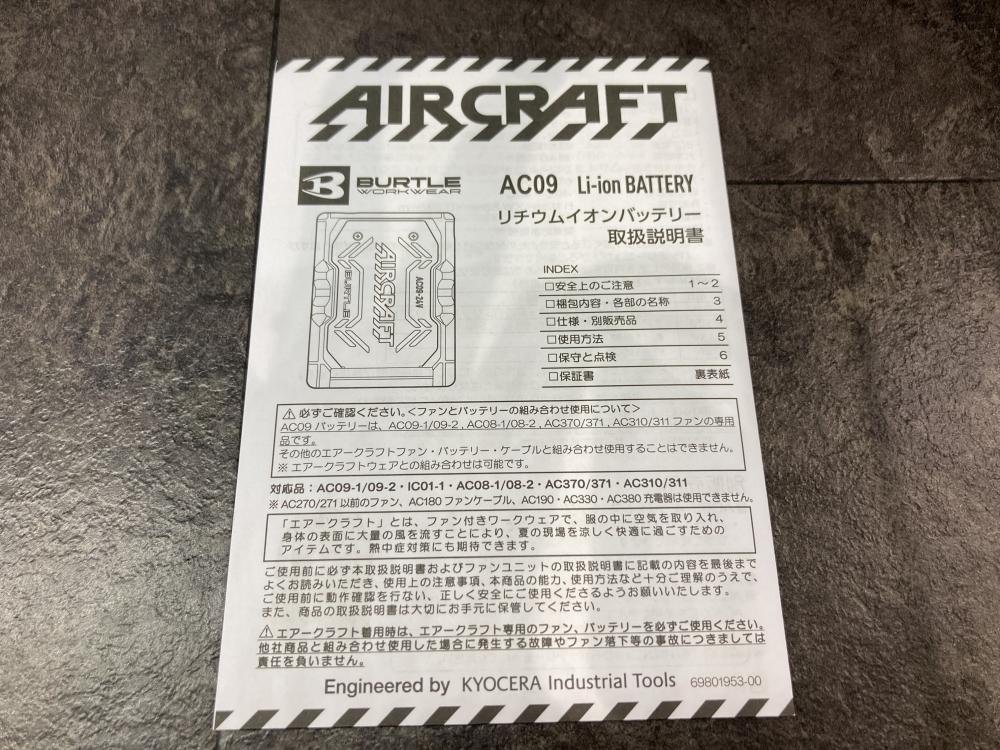 AIRCRAFT
BURTLE
WORKWEAR
AC09 Li-ion BATTERY
リチウムイオンバッテリー
取扱説明書
AIRCRAFT
BURTLE
AC09-24V
INDEX
□安全上のご注意 1～2
□梱包内容・各部の名称 3
□仕様・別販売品 4
□使用方法 5
□保守と点検 6
□保証書 裏表紙
⚠必ずご確認ください。<ファンとバッテリーの組み合わせ使用について>
AC09 バッテリーは、AC09-1/09-2，AC08-1/08-2，AC370/371，AC310/311 ファンの専用
品です。
その他のエアークラフトファン・バッテリー・ケーブルと組み合わせ使用することはできません。
※ エアークラフトウェアとの組み合わせは可能です。
対応品：AC09-1/09-2・IC01-1・AC08-1/08-2・AC370/371・AC310/311
※ AC270/271 以前のファン、AC180 ファンケーブル、AC190・AC330・AC380 充電器は使用できません。
「エアークラフト」とは、ファン付きワークウェアで、服の中に空気を取り入れ、
身体の表面に大量の風を流すことにより、夏の現場を涼しく快適に過ごすための
アイテムです。熱中症対策にも期待できます。
ご使用前に必ず本取扱説明書およびファンユニットの取扱説明書に記載の内容を最後まで
よくお読みいただき、使用上の注意事項、本商品の能力、使用方法など十分ご理解のうえで、
ご使用前に動作確認を行ない、正しく安全にご使用くださるようお願いいたします。
また、商品の取扱説明書は大切にお手元に保管してください。
⚠エアークラフト着用時は、エアークラフト専用のファン、バッテリーを必ずご使用ください。
他社商品と組み合わせ使用した場合に発生する故障やファン落下等の事故につきましては
責任を負いません。
Engineered by KYOCERA Industrial Tools 69801953-00